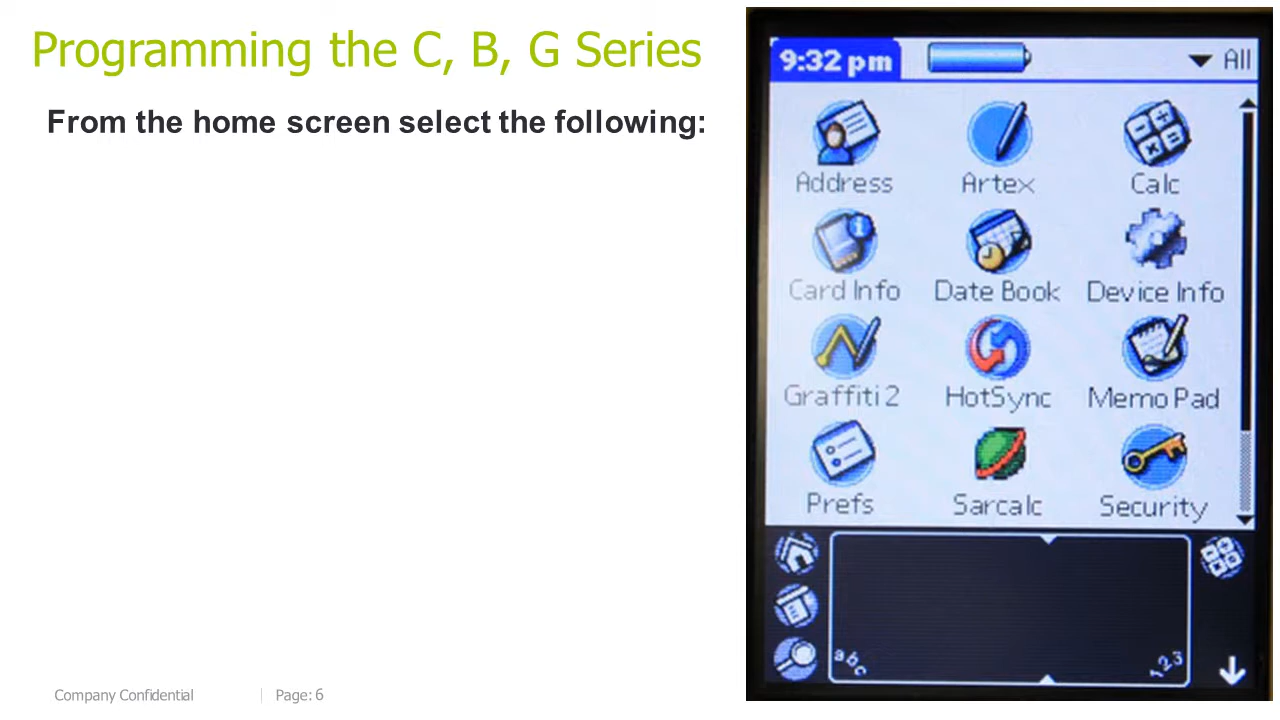 Programming the C, B, G Series
From the home screen select the following:
9:32 pm
All
Address Artex Calc
Card Info Date Book Device Info
Graffiti 2 HotSync Memo Pad
Prefs Sarcalc Security
abc 123
Company Confidential Page: 6